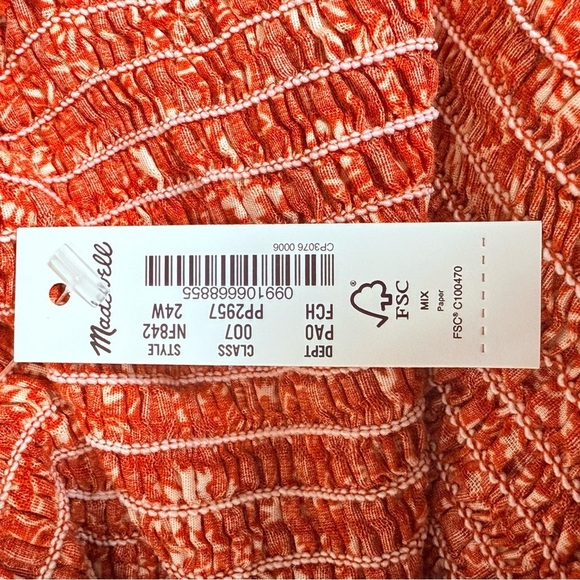 Madewell
DEPT CLASS STYLE
PA0 007 NF842
FCH PP2957 24W
099106668855
CP3076 0006
FSC
MIX
Paper
FSC® C100470